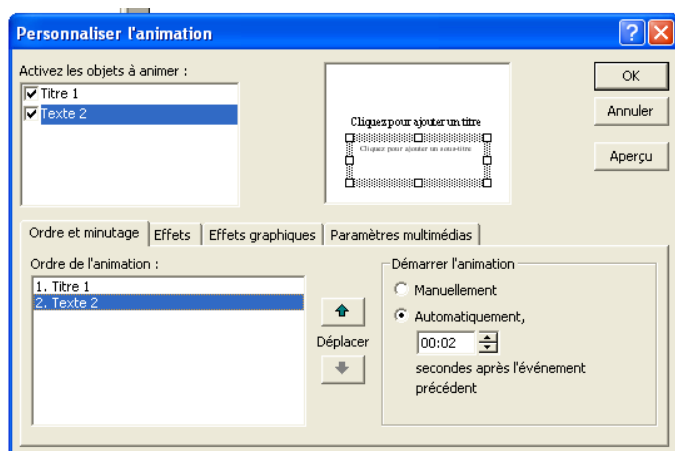 Personnaliser l'animation
Activez les objets à animer :
Titre 1
Texte 2
Cliquez pour ajouter un titre
Cliquez pour ajouter un sous-titre
OK
Annuler
Aperçu
Ordre et minutage Effets Effets graphiques Paramètres multimédias
Ordre de l'animation :
1. Titre 1
2. Texte 2
Déplacer
Démarrer l'animation
Manuellement
Automatiquement,
00:02
secondes après l'événement
précédent